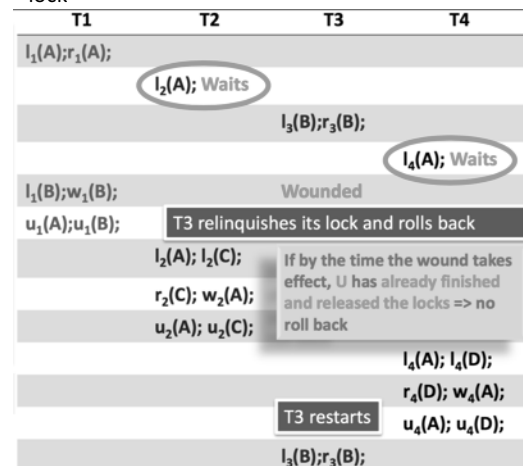 T1 T2 T3 T4
l₁(A);r₁(A);
l₂(A); Waits
l₃(B);r₃(B);
l₄(A); Waits
l₁(B);w₁(B); Wounded
u₁(A);u₁(B); T3 relinquishes its lock and rolls back
l₂(A); l₂(C);
If by the time the wound takes
effect, U has already finished
and released the locks => no
roll back
r₂(C); w₂(A);
u₂(A); u₂(C);
l₄(A); l₄(D);
r₄(D); w₄(A);
T3 restarts u₄(A); u₄(D);
l₃(B);r₃(B);